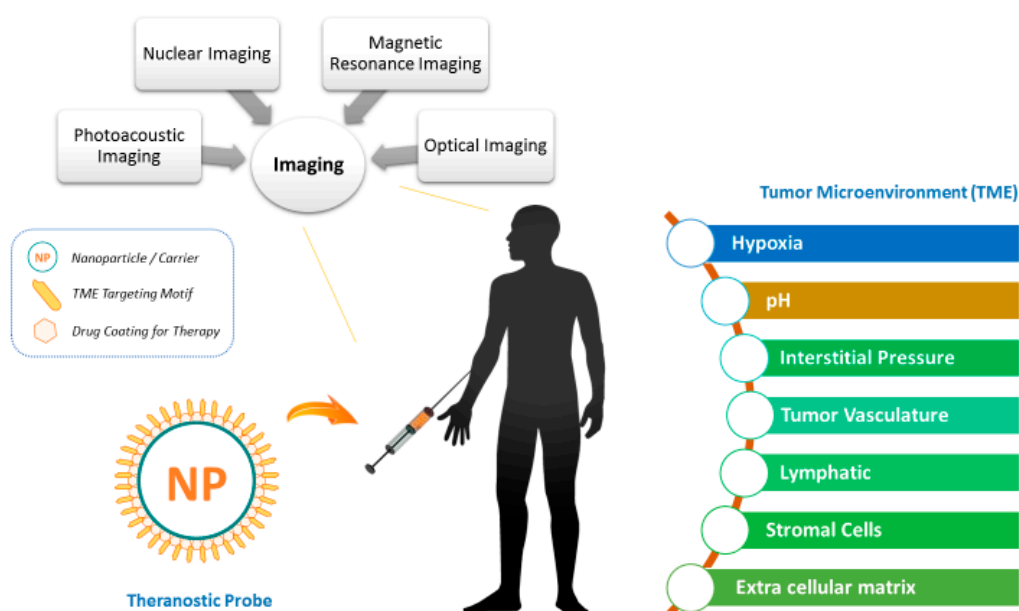 Nuclear Imaging
Magnetic
Resonance Imaging
Photoacoustic
Imaging
Imaging
Optical Imaging
NP
Nanoparticle / Carrier
TME Targeting Motif
Drug Coating for Therapy
NP
Theranostic Probe
Tumor Microenvironment (TME)
Hypoxia
pH
Interstitial Pressure
Tumor Vasculature
Lymphatic
Stromal Cells
Extra cellular matrix